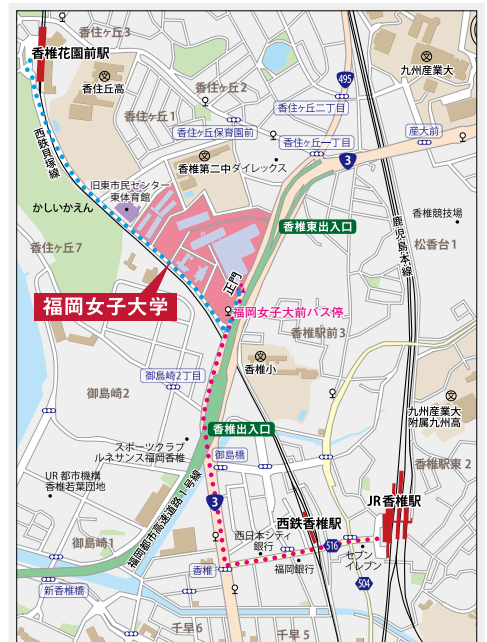 香住ヶ丘3
香椎花園前駅
香住丘高
香住ヶ丘2
九州産業大
495
香住ヶ丘二丁目
香住ヶ丘1
香住ヶ丘保育園前
産大前
香住ヶ丘一丁目
3
西鉄貝塚線
香椎第二中
ダイレックス
旧東市民センター
東体育館
かしいかえん
香椎競技場
香椎東出入口
松香台1
香住ヶ丘7
鹿児島本線
正門
福岡女子大学
福岡女子大前バス停
香椎駅前3
香椎小
御島崎2丁目
御島崎2
九州産業大
附属九州高
香椎出入口
スポーツクラブ
ルネサンス福岡香椎
御島橋
香椎駅東2
UR都市機構
香椎若葉団地
福岡都市高速道路1号線
3
JR香椎駅
西鉄香椎駅
西日本シティ
銀行
516
御島崎1
セブン
イレブン
香椎
福岡銀行
504
新香椎橋
千早6
千早5